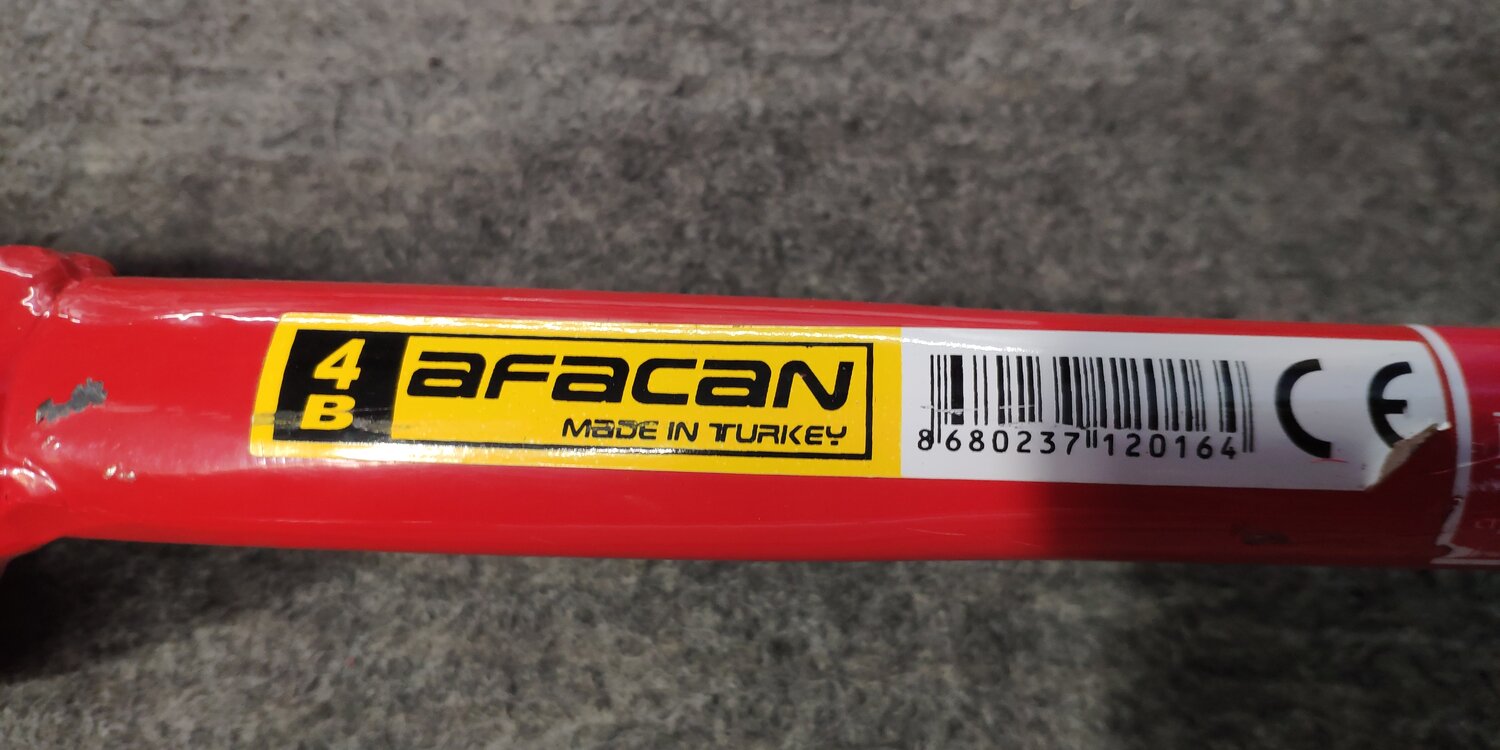 4
B
afacan
MADE IN TURKEY
8 680237 120164
CE